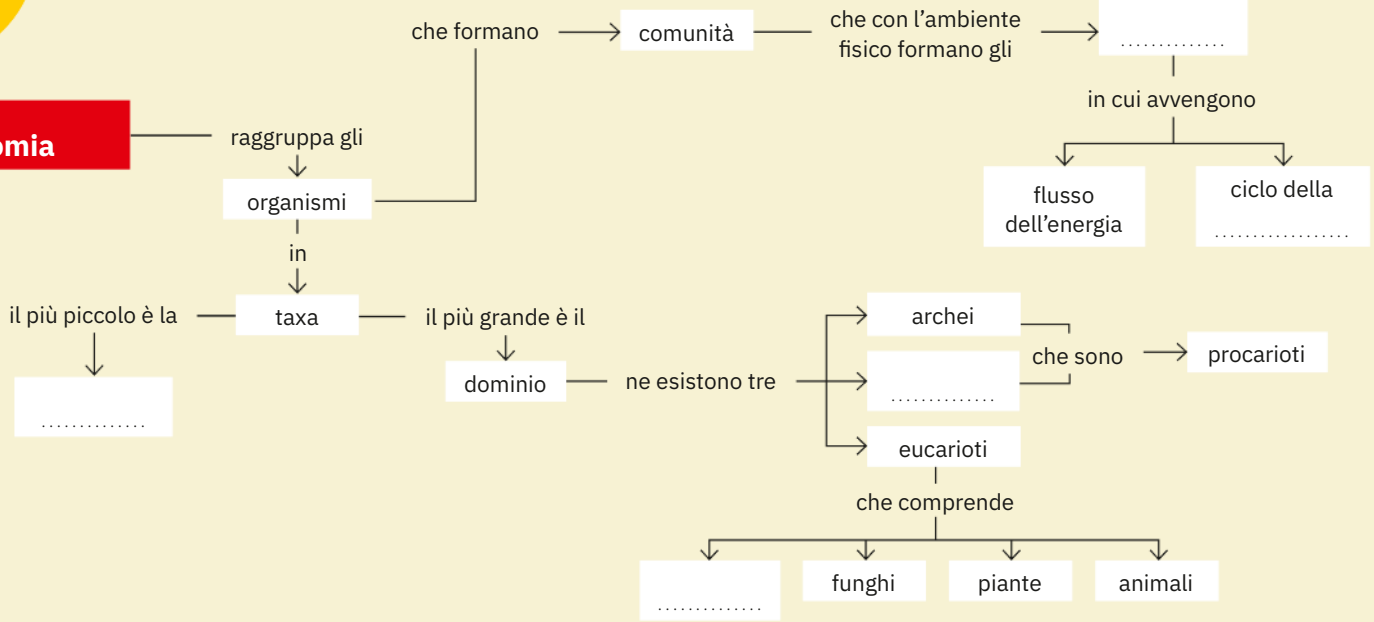 che formano
comunità
che con l'ambiente
fisico formano gli
..............
in cui avvengono
flusso
dell'energia
ciclo della
..................
omia
raggruppa gli
organismi
in
il più piccolo è la
taxa
il più grande è il
..............
dominio
ne esistono tre
archei
..............
eucarioti
che sono
procarioti
che comprende
..............
funghi
piante
animali